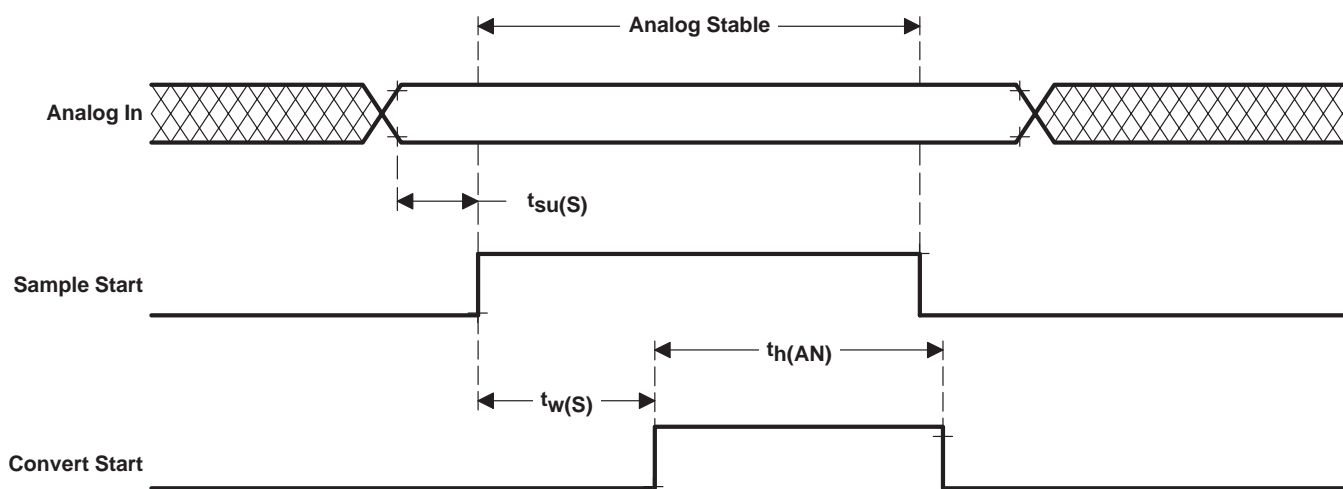 Analog Stable
Analog In
tsu(S)
Sample Start
th(AN)
tw(S)
Convert Start